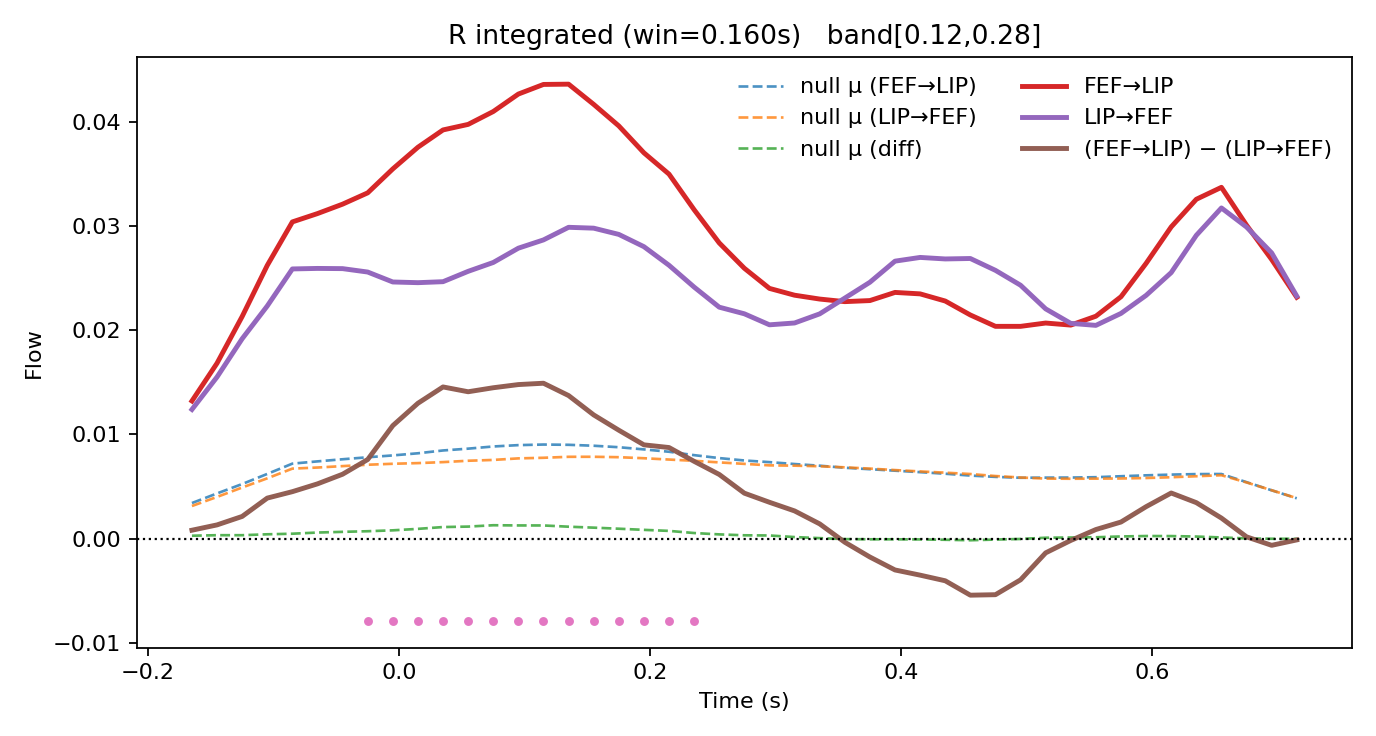 R integrated (win=0.160s)   band[0.12,0.28]
null μ (FEF→LIP)
null μ (LIP→FEF)
null μ (diff)
FEF→LIP
LIP→FEF
(FEF→LIP) − (LIP→FEF)
Flow
0.04
0.03
0.02
0.01
0.00
−0.01
−0.2
0.0
0.2
0.4
0.6
Time (s)